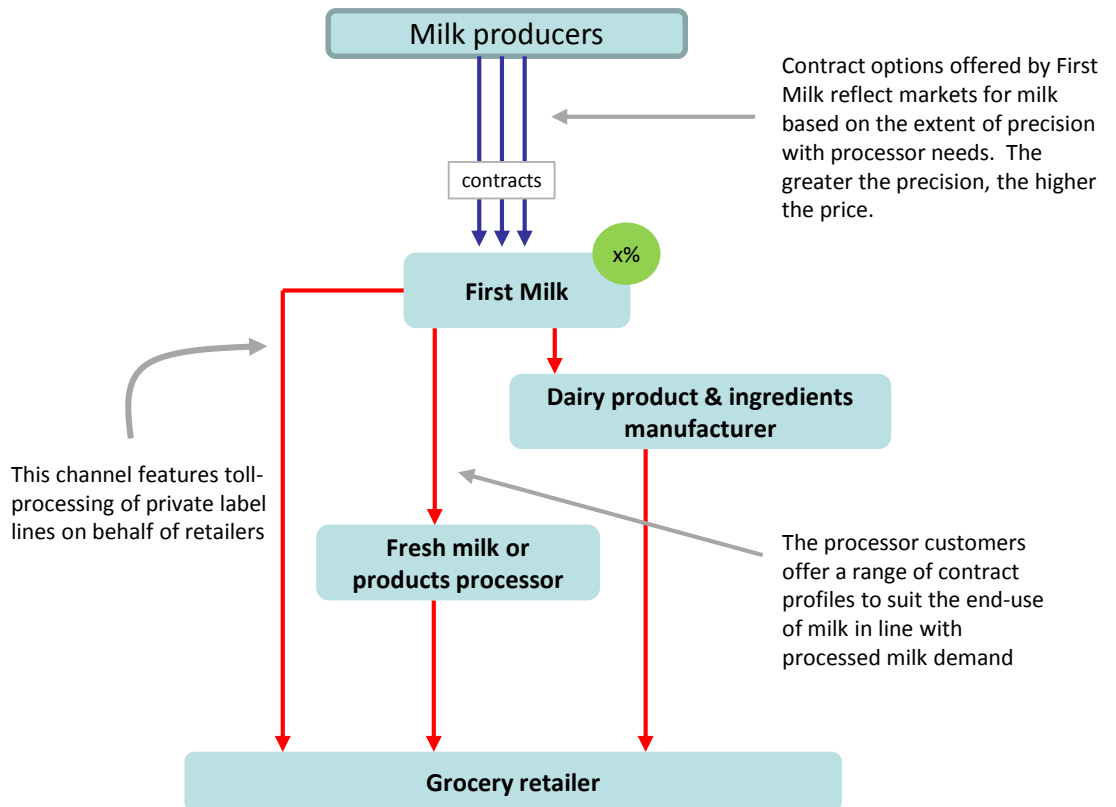 Milk producers
Contract options offered by First
Milk reflect markets for milk
based on the extent of precision
with processor needs.  The
greater the precision, the higher
the price.
contracts
x%
First Milk
Dairy product & ingredients
manufacturer
This channel features toll-
processing of private label
lines on behalf of retailers
Fresh milk or
products processor
The processor customers
offer a range of contract
profiles to suit the end-use
of milk in line with
processed milk demand
Grocery retailer